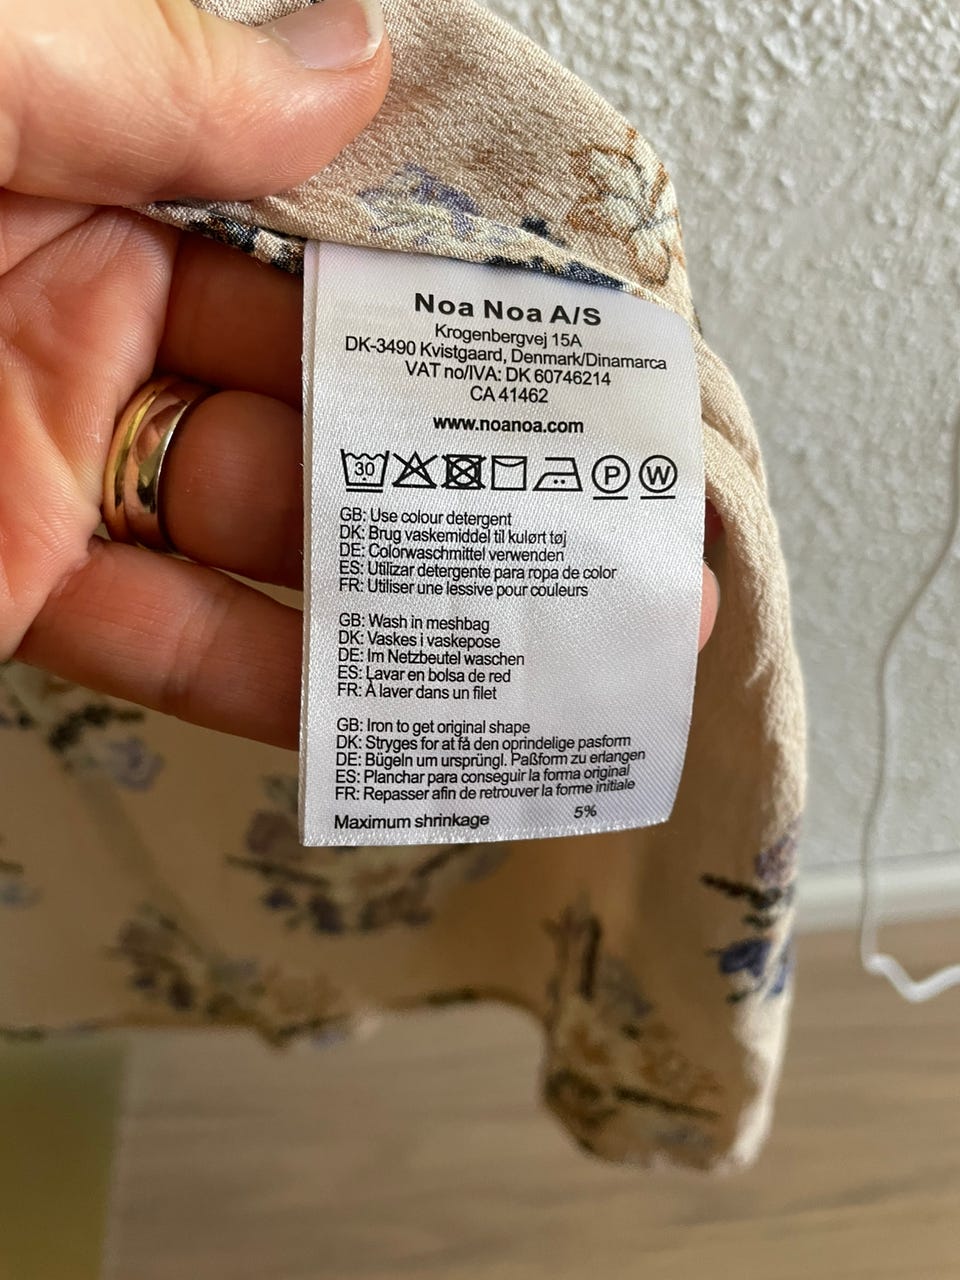 Noa Noa A/S
Krogenbergvej 15A
DK-3490 Kvistgaard, Denmark/Dinamarca
VAT no/IVA: DK 60746214
CA 41462
www.noanoa.com
30 P W
GB: Use colour detergent
DK: Brug vaskemiddel til kulørt tøj
DE: Colorwaschmittel verwenden
ES: Utilizar detergente para ropa de color
FR: Utiliser une lessive pour couleurs
GB: Wash in meshbag
DK: Vaskes i vaskepose
DE: Im Netzbeutel waschen
ES: Lavar en bolsa de red
FR: À laver dans un filet
GB: Iron to get original shape
DK: Stryges for at få den oprindelige pasform
DE: Bügeln um ursprüngl. Paßform zu erlangen
ES: Planchar para conseguir la forma original
FR: Repasser afin de retrouver la forme initiale
Maximum shrinkage 5%